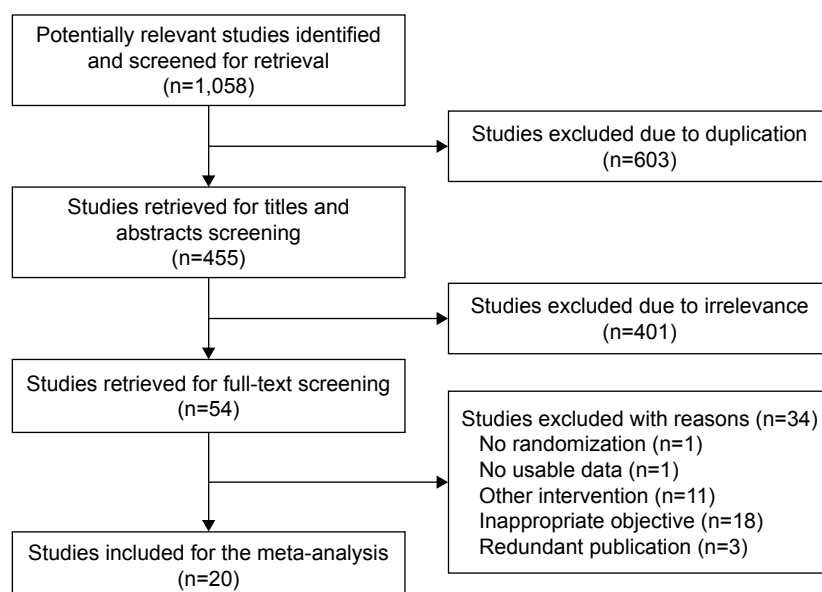 Potentially relevant studies identified
and screened for retrieval
(n=1,058)
Studies excluded due to duplication
(n=603)
Studies retrieved for titles and
abstracts screening
(n=455)
Studies excluded due to irrelevance
(n=401)
Studies retrieved for full-text screening
(n=54)
Studies excluded with reasons (n=34)
No randomization (n=1)
No usable data (n=1)
Other intervention (n=11)
Inappropriate objective (n=18)
Redundant publication (n=3)
Studies included for the meta-analysis
(n=20)